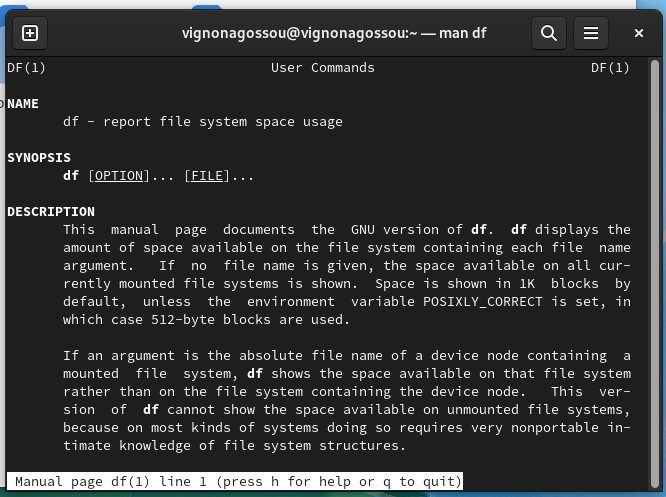 vignonagossou@vignonagossou:~ — man df
DF(1) User Commands DF(1)
NAME
df - report file system space usage
SYNOPSIS
df [OPTION]... [FILE]...
DESCRIPTION
This manual page documents the GNU version of df. df displays the
amount of space available on the file system containing each file name
argument. If no file name is given, the space available on all cur-
rently mounted file systems is shown. Space is shown in 1K blocks by
default, unless the environment variable POSIXLY_CORRECT is set, in
which case 512-byte blocks are used.
If an argument is the absolute file name of a device node containing a
mounted file system, df shows the space available on that file system
rather than on the file system containing the device node. This ver-
sion of df cannot show the space available on unmounted file systems,
because on most kinds of systems doing so requires very nonportable in-
timate knowledge of file system structures.
Manual page df(1) line 1 (press h for help or q to quit)